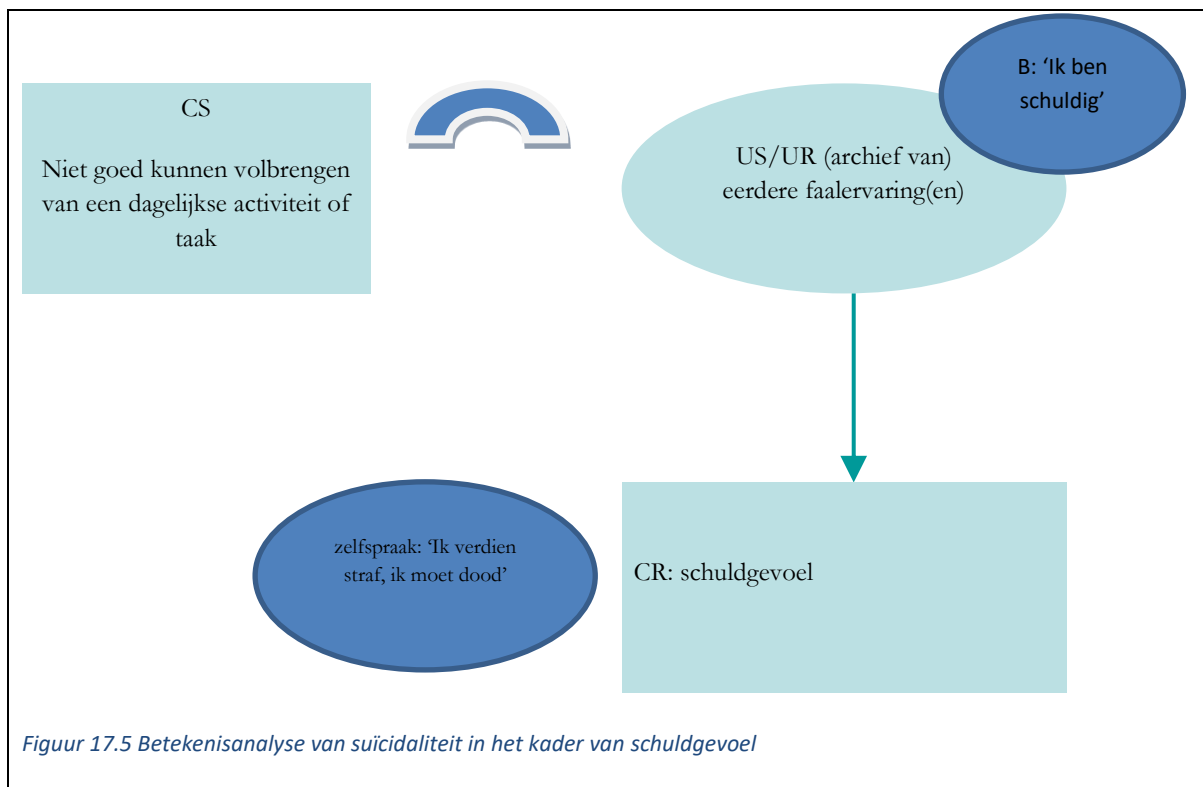 CS
Niet goed kunnen volbrengen
van een dagelijkse activiteit of
taak
B: ‘Ik ben
schuldig’
US/UR (archief van)
eerdere faalervaring(en)
zelfspraak: ‘Ik verdien
straf, ik moet dood’
CR: schuldgevoel
Figuur 17.5 Betekenisanalyse van suïcidaliteit in het kader van schuldgevoel